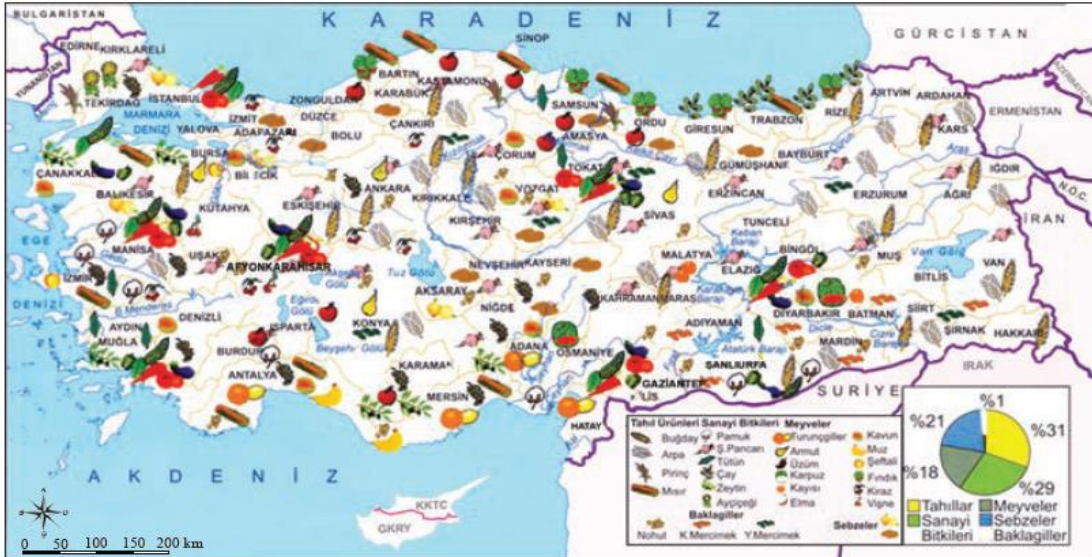 KARADENİZ
BULGARİSTAN
YUNANİSTAN
GÜRCİSTAN
ERMENİSTAN
N.Ö.C.
İRAN
IRAK
SURİYE
EGE
DENİZİ
AKDENİZ
MARMARA
DENİZİ
EDİRNE
KIRKLARELİ
TEKİRDAĞ
İSTANBUL
YALOVA
İZMİT
ADAPAZARI
DÜZCE
ZONGULDAK
BARTIN
KARABÜK
KASTAMONU
SİNOP
BOLU
ÇANKIRI
SAMSUN
AMASYA
ÇORUM
ORDU
GİRESUN
TRABZON
RİZE
ARTVİN
ARDAHAN
KARS
IĞDIR
AĞRI
ÇANAKKALE
BALIKESİR
BURSA
BİLECİK
KÜTAHYA
ESKİŞEHİR
ANKARA
KIRIKKALE
KIRŞEHİR
YOZGAT
TOKAT
SİVAS
GÜMÜŞHANE
BAYBURT
ERZİNCAN
ERZURUM
TUNCELİ
BİNGÖL
MUŞ
BİTLİS
VAN
Van Gölü
MANİSA
İZMİR
UŞAK
AFYONKARAHİSAR
Tuz Gölü
AKSARAY
NEVŞEHİR
KAYSERİ
NİĞDE
MALATYA
ELAZIĞ
KAHRAMANMARAŞ
ADIYAMAN
DİYARBAKIR
BATMAN
SİİRT
ŞIRNAK
HAKKARİ
MARDİN
ŞANLIURFA
Atatürk Barajı
Dicle
AYDIN
DENİZLİ
B.Menderes
MUĞLA
BURDUR
ISPARTA
ANTALYA
KONYA
Beyşehir Gölü
KARAMAN
MERSİN
ADANA
OSMANİYE
GAZİANTEP
HATAY
KKTC
GKRY
0 50 100 150 200 km
Tahıl Ürünleri Sanayi Bitkileri Meyveler
Buğday
Arpa
Pirinç
Mısır
Pamuk
Ş.Pancarı
Tütün
Çay
Zeytin
Ayçiçeği
Turunçgiller
Armut
Üzüm
Karpuz
Kayısı
Elma
Kavun
Muz
Şeftali
Fındık
Kiraz
Vişne
Baklagiller
Nohut
K.Mercimek
Y.Mercimek
Sebzeler
%1
%31
%29
%18
%21
Tahıllar
Meyveler
Sanayi
Bitkileri
Sebzeler
Baklagiller